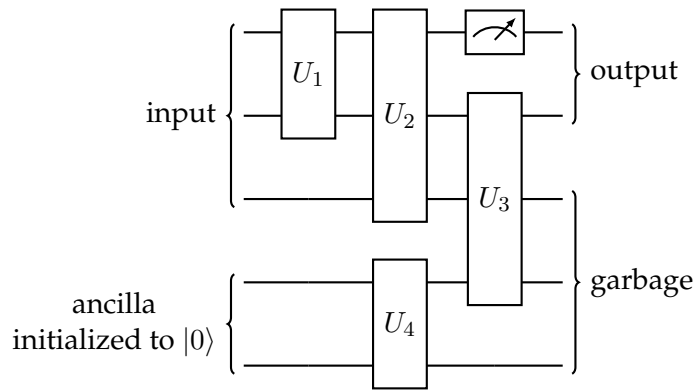 input
U₁
U₂
U₃
U₄
output
garbage
ancilla
initialized to |0⟩